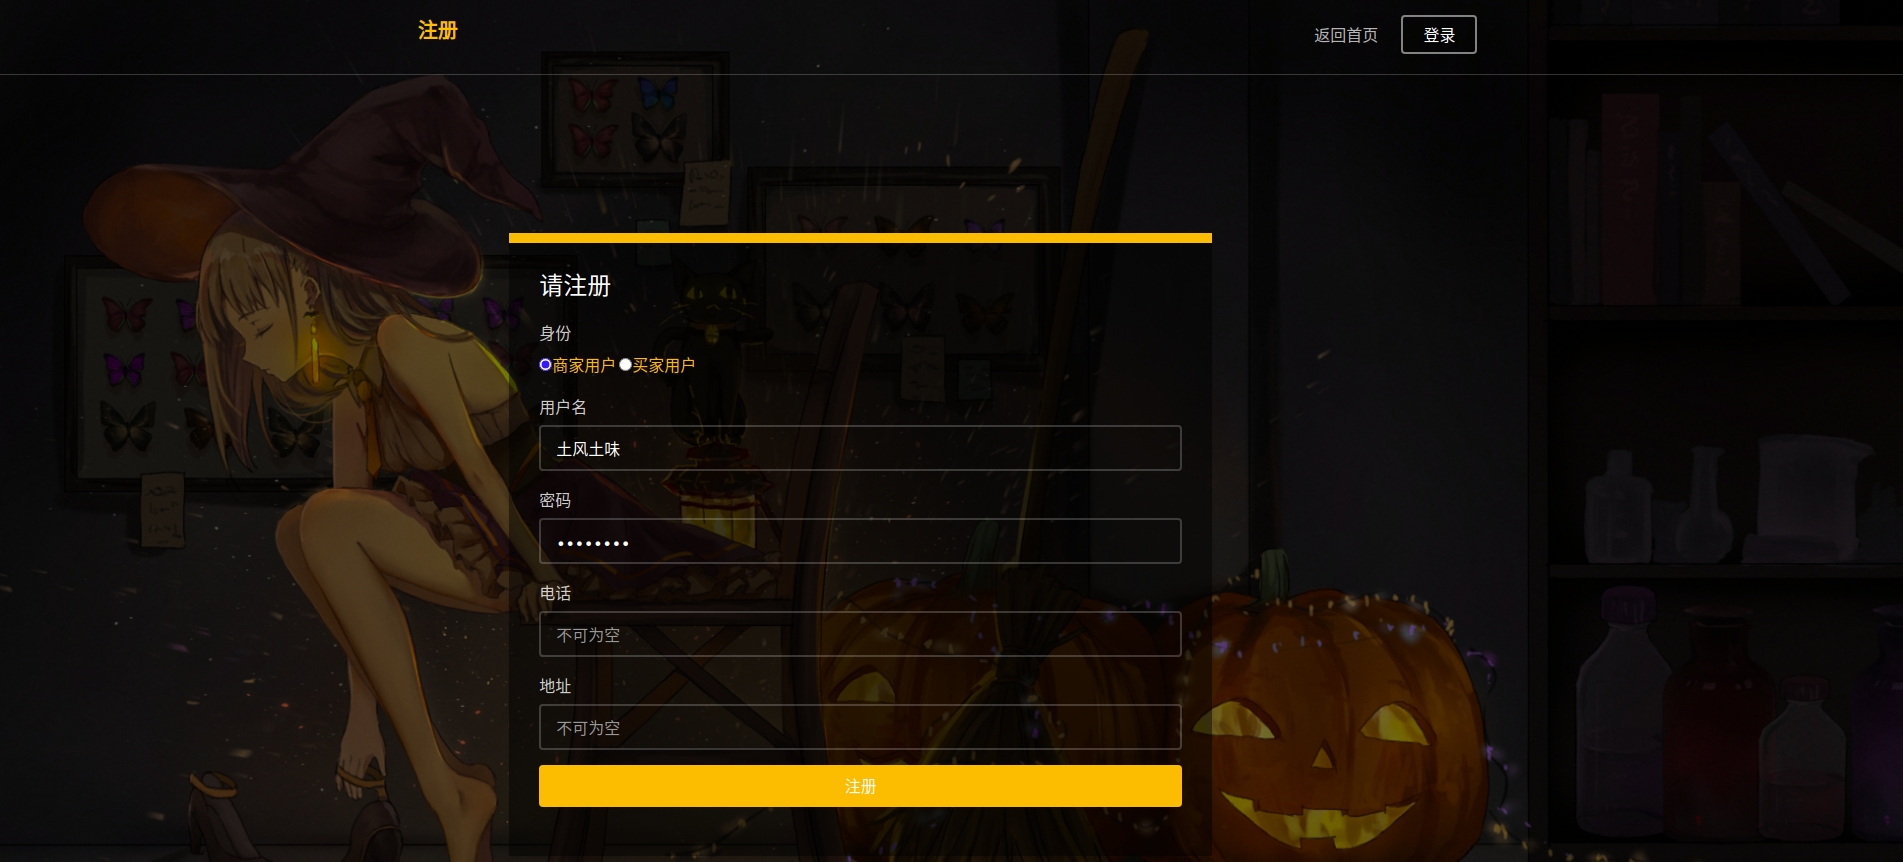 注册
返回首页
登录
请注册
身份
商家用户 买家用户
用户名
土风土味
密码
••••••••
电话
不可为空
地址
不可为空
注册